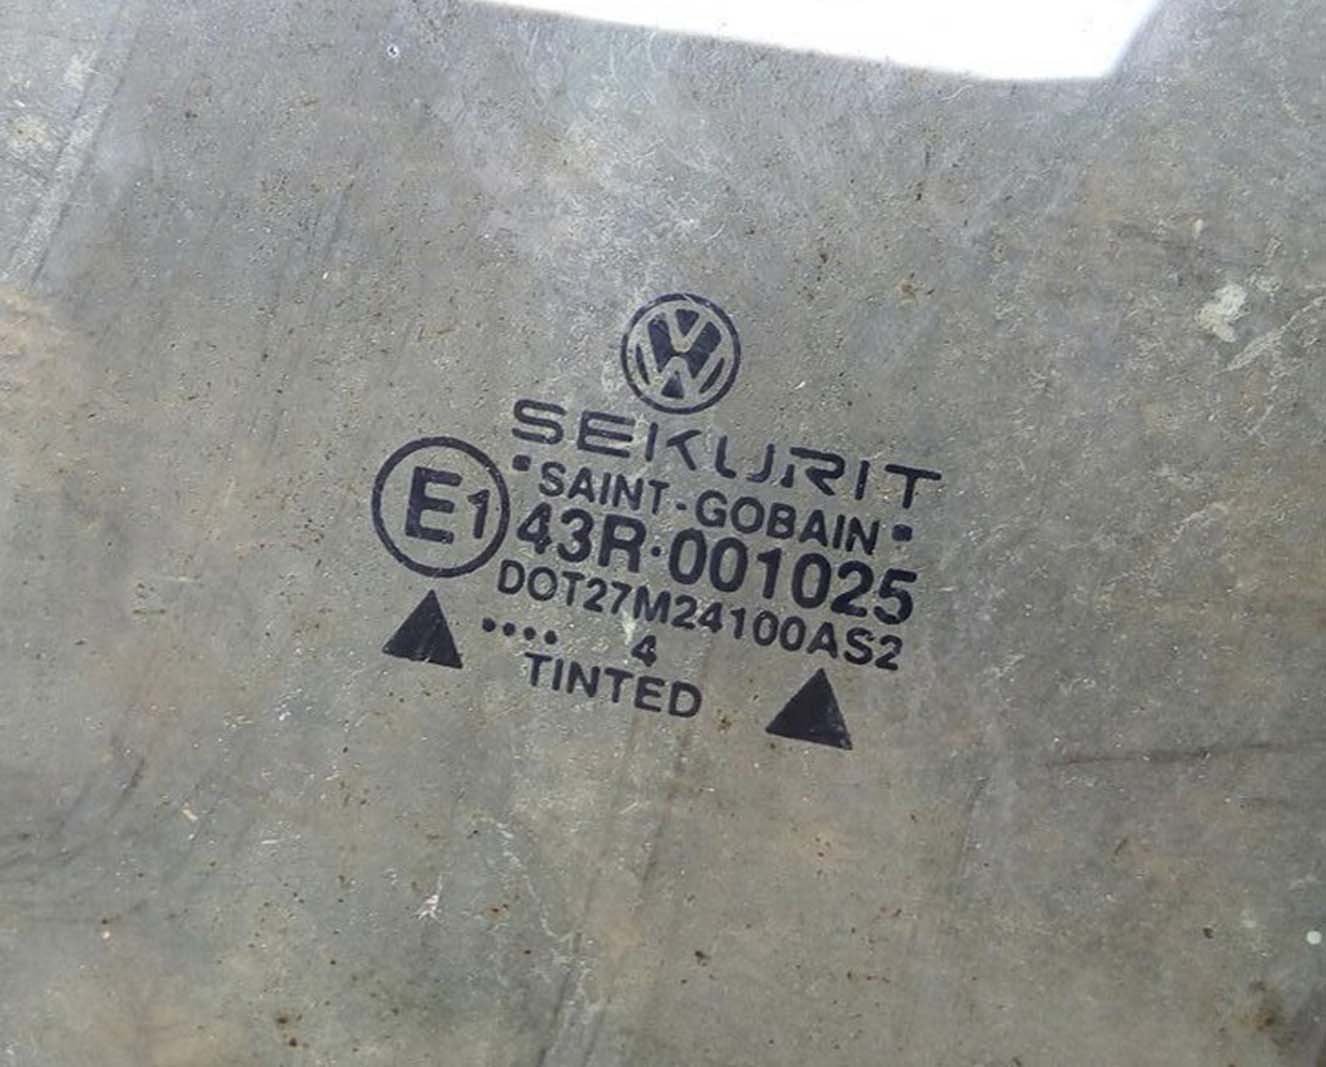 SEKURIT
SAINT-GOBAIN
E1 43R·001025
DOT27M24100AS2
.... 4
TINTED